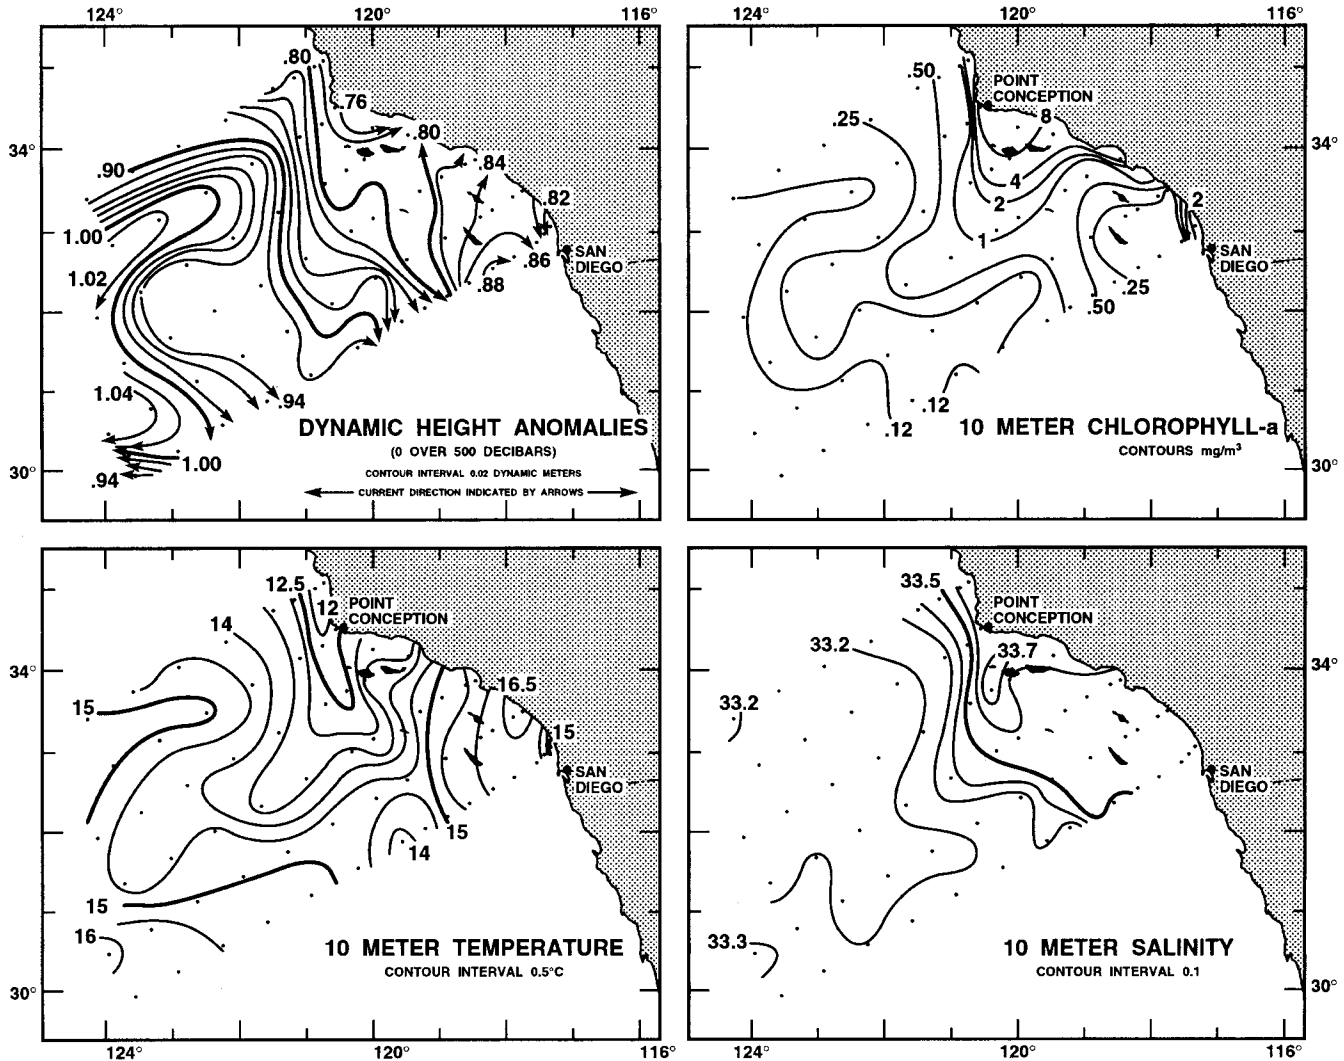 124° 120° 116°
124° 120° 116°
.80
.76
.80
.84
.82
34°
.90
1.00
1.02
SAN
DIEGO
.86
.88
1.04
.94
1.00
.94
30°
DYNAMIC HEIGHT ANOMALIES
(0 OVER 500 DECIBARS)
CONTOUR INTERVAL 0.02 DYNAMIC METERS
CURRENT DIRECTION INDICATED BY ARROWS
.50
POINT
CONCEPTION
.25
8
34°
4
2
2
1
SAN
DIEGO
.25
.50
.12
.12
10 METER CHLOROPHYLL-a
CONTOURS mg/m³
30°
12.5
12
POINT
CONCEPTION
14
34°
16.5
15
15
SAN
DIEGO
15
14
15
16
10 METER TEMPERATURE
CONTOUR INTERVAL 0.5°C
30°
124° 120° 116°
33.5
POINT
CONCEPTION
33.2
33.7
34°
33.2
SAN
DIEGO
33.3
10 METER SALINITY
CONTOUR INTERVAL 0.1
30°
124° 120° 116°